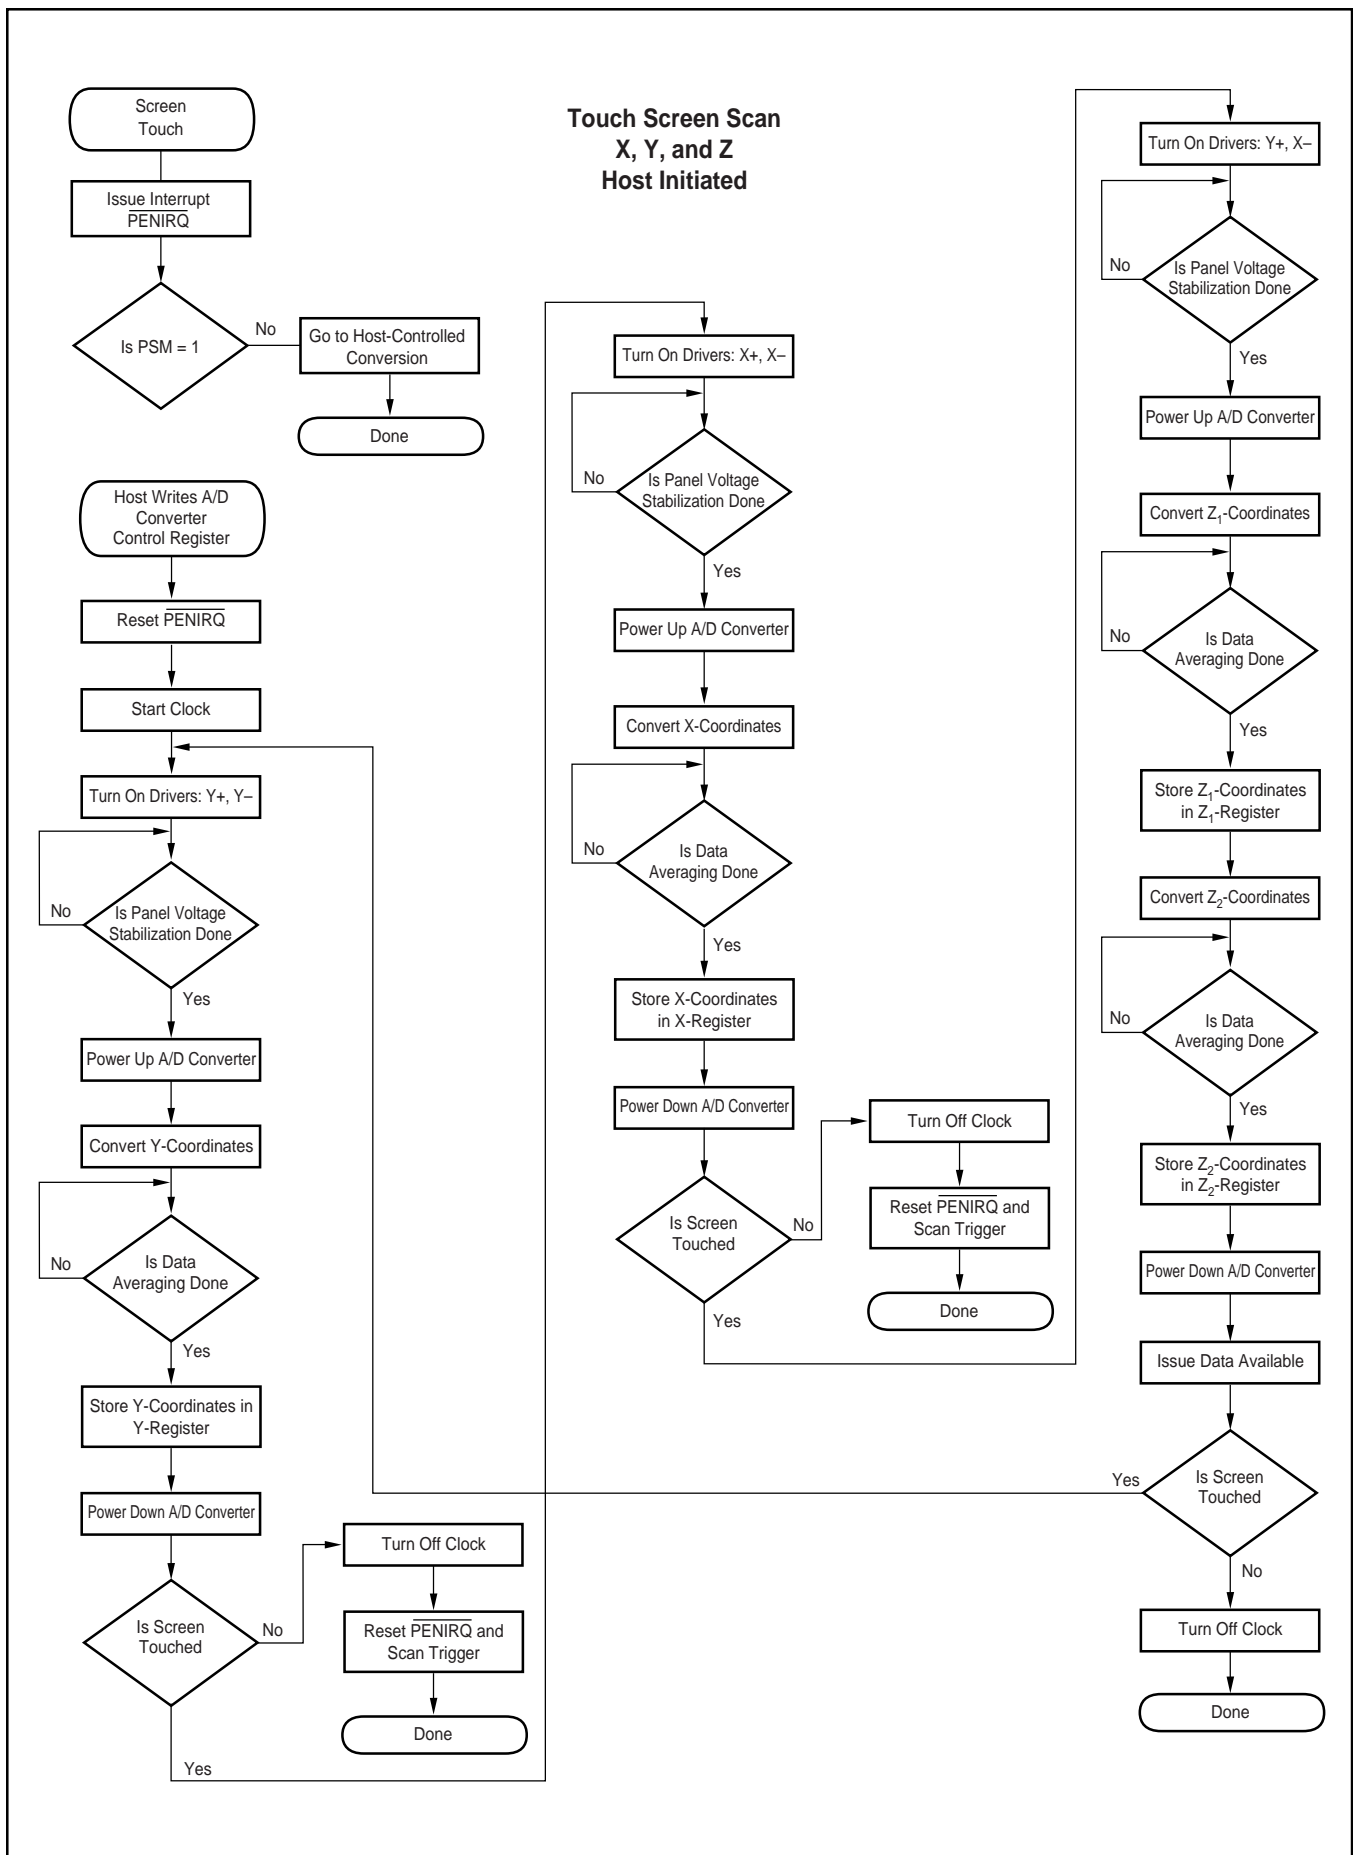 Touch Screen Scan
X, Y, and Z
Host Initiated
Screen
Touch
Issue Interrupt
PENIRQ
Is PSM = 1
No
Go to Host-Controlled
Conversion
Done
Host Writes A/D
Converter
Control Register
Reset PENIRQ
Start Clock
Turn On Drivers: Y+, Y–
Is Panel Voltage
Stabilization Done
No
Yes
Power Up A/D Converter
Convert Y-Coordinates
Is Data
Averaging Done
No
Yes
Store Y-Coordinates in
Y-Register
Power Down A/D Converter
Is Screen
Touched
No
Turn Off Clock
Reset PENIRQ and
Scan Trigger
Done
Yes
Turn On Drivers: X+, X–
Is Panel Voltage
Stabilization Done
No
Yes
Power Up A/D Converter
Convert X-Coordinates
Is Data
Averaging Done
No
Yes
Store X-Coordinates
in X-Register
Power Down A/D Converter
Is Screen
Touched
No
Turn Off Clock
Reset PENIRQ and
Scan Trigger
Done
Yes
Turn On Drivers: Y+, X–
Is Panel Voltage
Stabilization Done
No
Yes
Power Up A/D Converter
Convert Z1-Coordinates
Is Data
Averaging Done
No
Yes
Store Z1-Coordinates
in Z1-Register
Convert Z2-Coordinates
Is Data
Averaging Done
No
Yes
Store Z2-Coordinates
in Z2-Register
Power Down A/D Converter
Issue Data Available
Is Screen
Touched
Yes
No
Turn Off Clock
Done